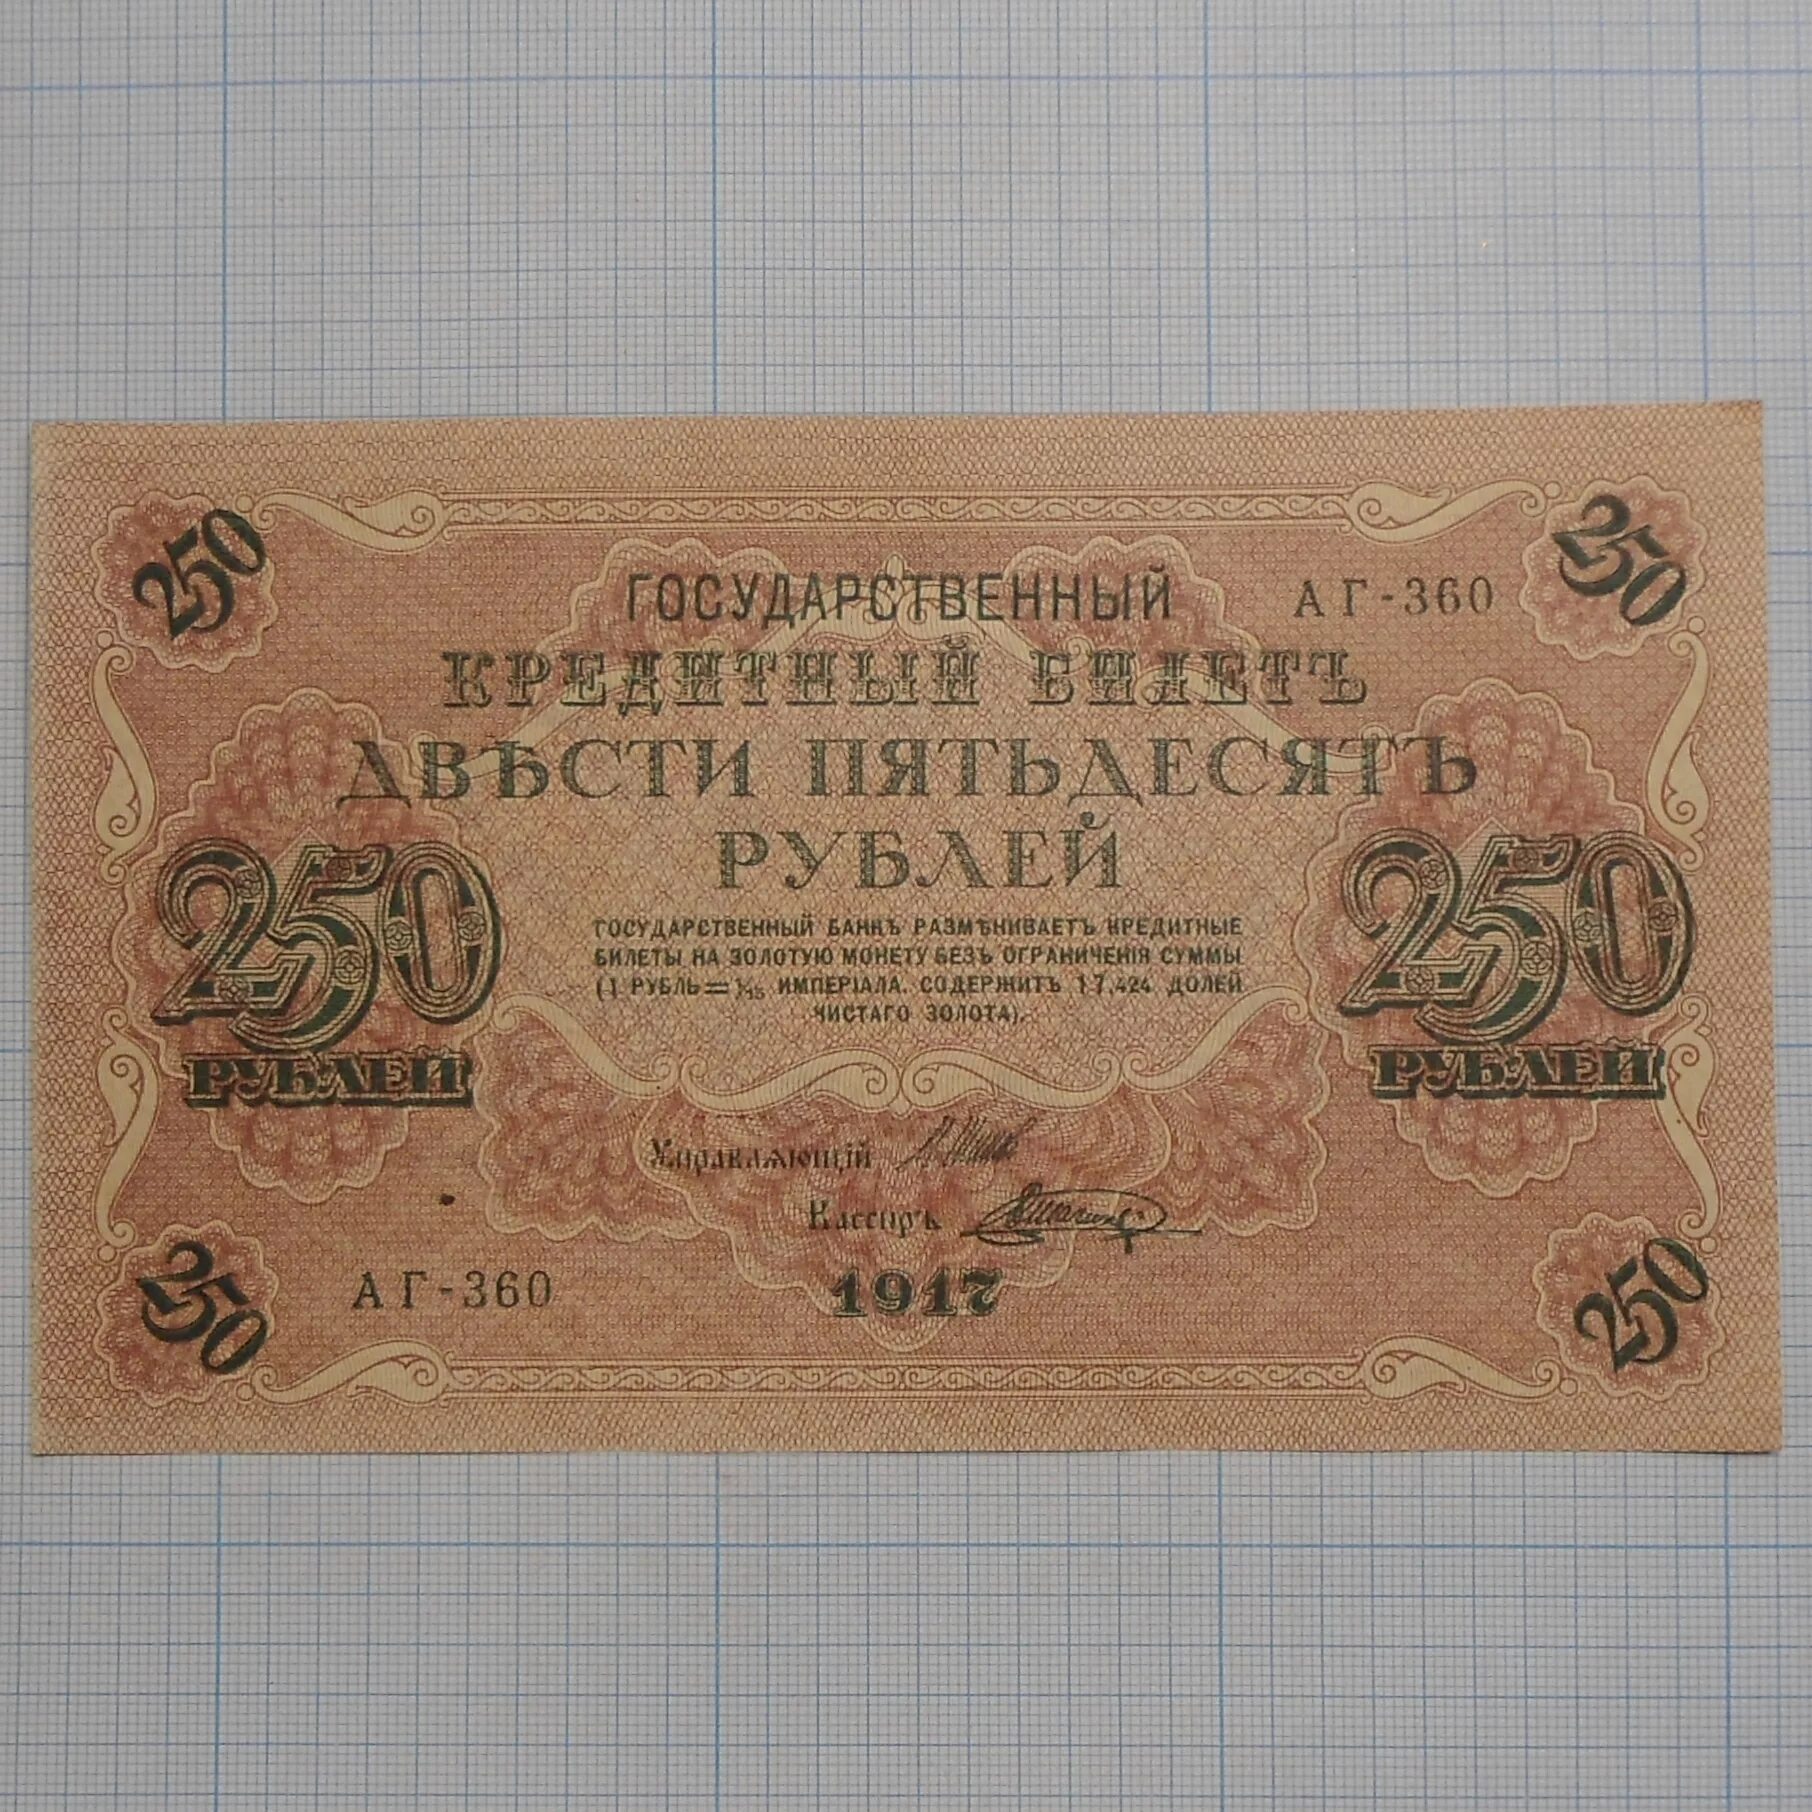 250 250
ГОСУДАРСТВЕННЫЙ АГ-360
КРЕДИТНЫЙ БИЛЕТЪ
ДВѢСТИ ПЯТЬДЕСЯТЪ
РУБЛЕЙ
250 РУБЛЕЙ
ГОСУДАРСТВЕННЫЙ БАНКЪ РАЗМѢНИВАЕТЪ КРЕДИТНЫЕ
БИЛЕТЫ НА ЗОЛОТУЮ МОНЕТУ БЕЗЪ ОГРАНИЧЕНІЯ СУММЫ
(1 РУБЛЬ = 1/15 ИМПЕРІАЛА. СОДЕРЖИТЪ 17,424 ДОЛЕЙ
ЧИСТАГО ЗОЛОТА).
250 РУБЛЕЙ
Управляющій
Кассиръ
АГ-360 1917
250 250